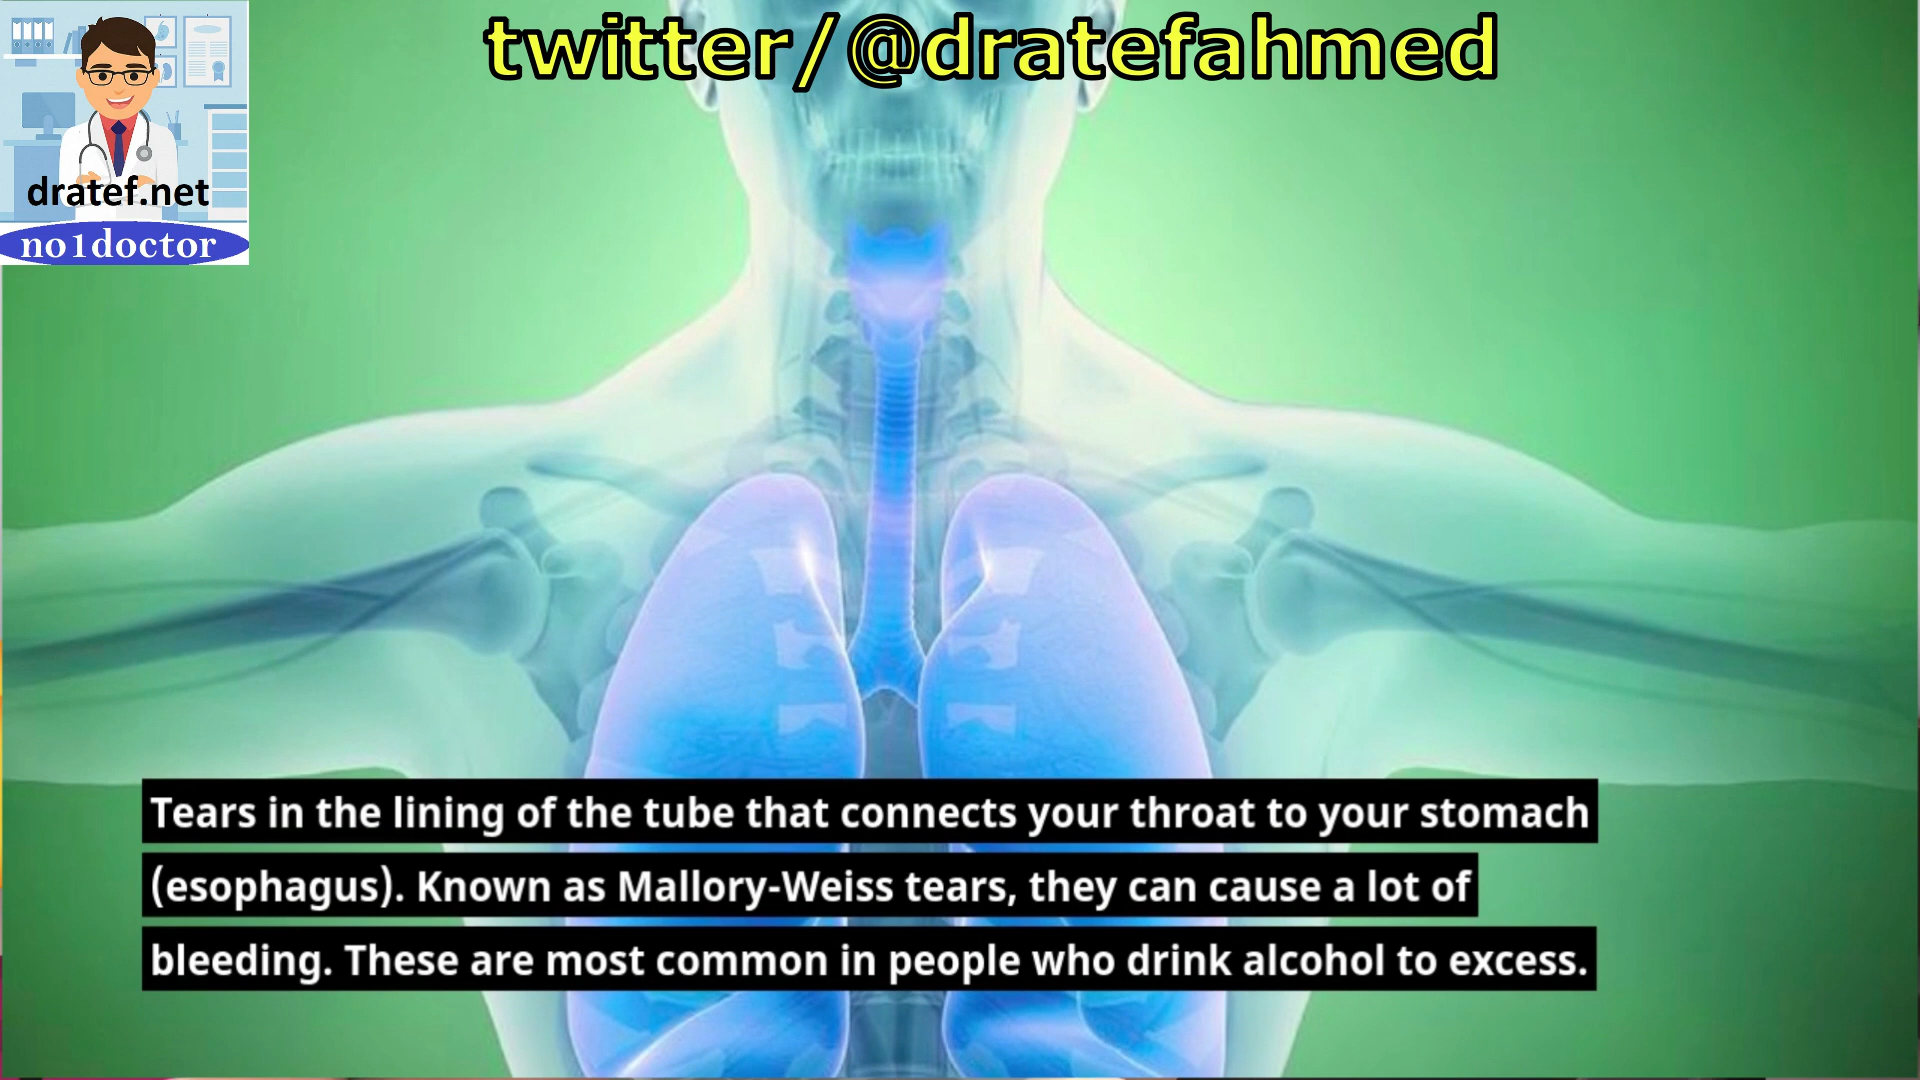 twitter/@dratefahmed
dratef.net
no1doctor
Tears in the lining of the tube that connects your throat to your stomach
(esophagus). Known as Mallory-Weiss tears, they can cause a lot of
bleeding. These are most common in people who drink alcohol to excess.